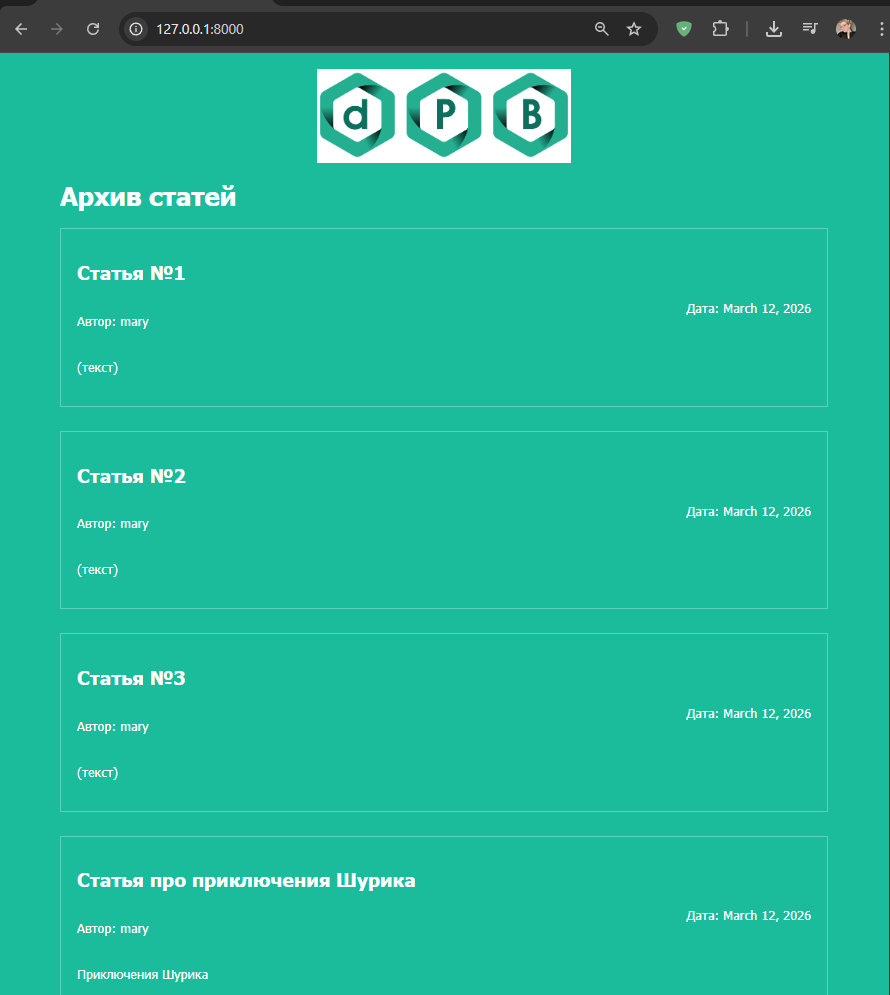 127.0.0.1:8000
d P B
Архив статей
Статья №1
Дата: March 12, 2026
Автор: mary
(текст)
Статья №2
Дата: March 12, 2026
Автор: mary
(текст)
Статья №3
Дата: March 12, 2026
Автор: mary
(текст)
Статья про приключения Шурика
Дата: March 12, 2026
Автор: mary
Приключения Шурика